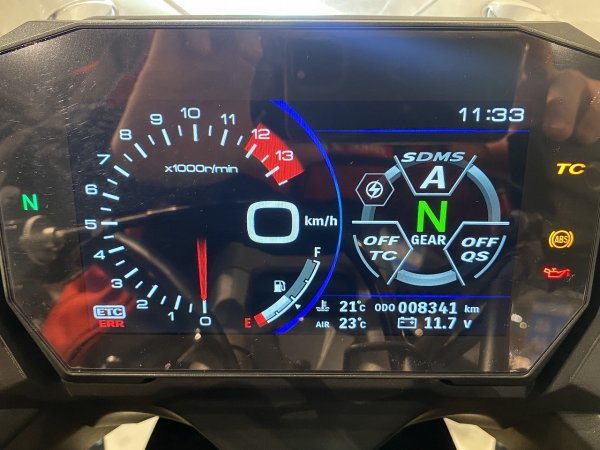 11:33
10
11
12
13
9
8
7
6
5
4
3
2
1
0
x1000r/min
0 km/h
N
SDMS
A
N
GEAR
OFF
TC
OFF
QS
TC
ABS
F
E
ETC
ERR
21°C ODO 008341 km
AIR 23°C 11.7 V